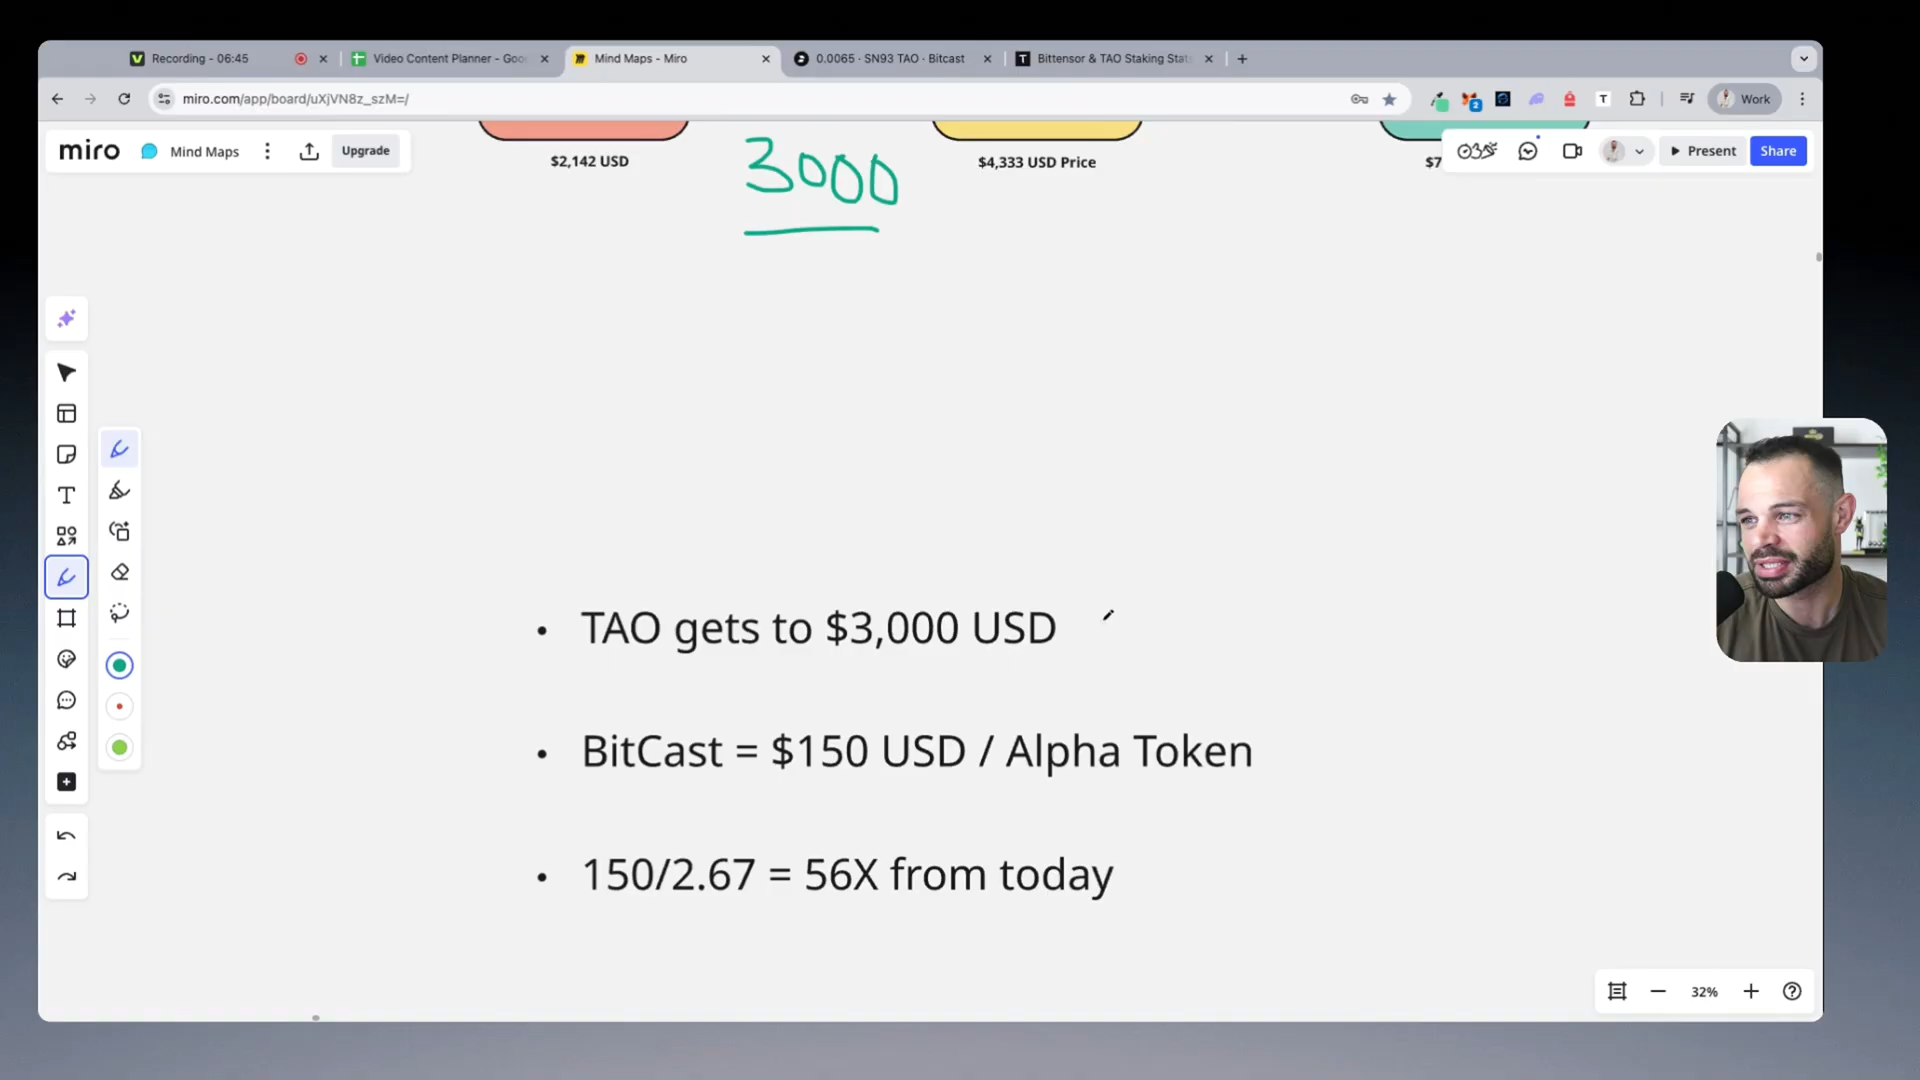 Recording - 06:45
Video Content Planner - Goo
Mind Maps - Miro
0.0065 · SN93 TAO · Bitcast
Bittensor & TAO Staking Stat
miro.com/app/board/uXjVN8z_szM=/
2
T
Work
miro
Mind Maps
Upgrade
Present
Share
$2,142 USD
3000
$4,333 USD Price
$7
• TAO gets to $3,000 USD
• BitCast = $150 USD / Alpha Token
• 150/2.67 = 56X from today
32%